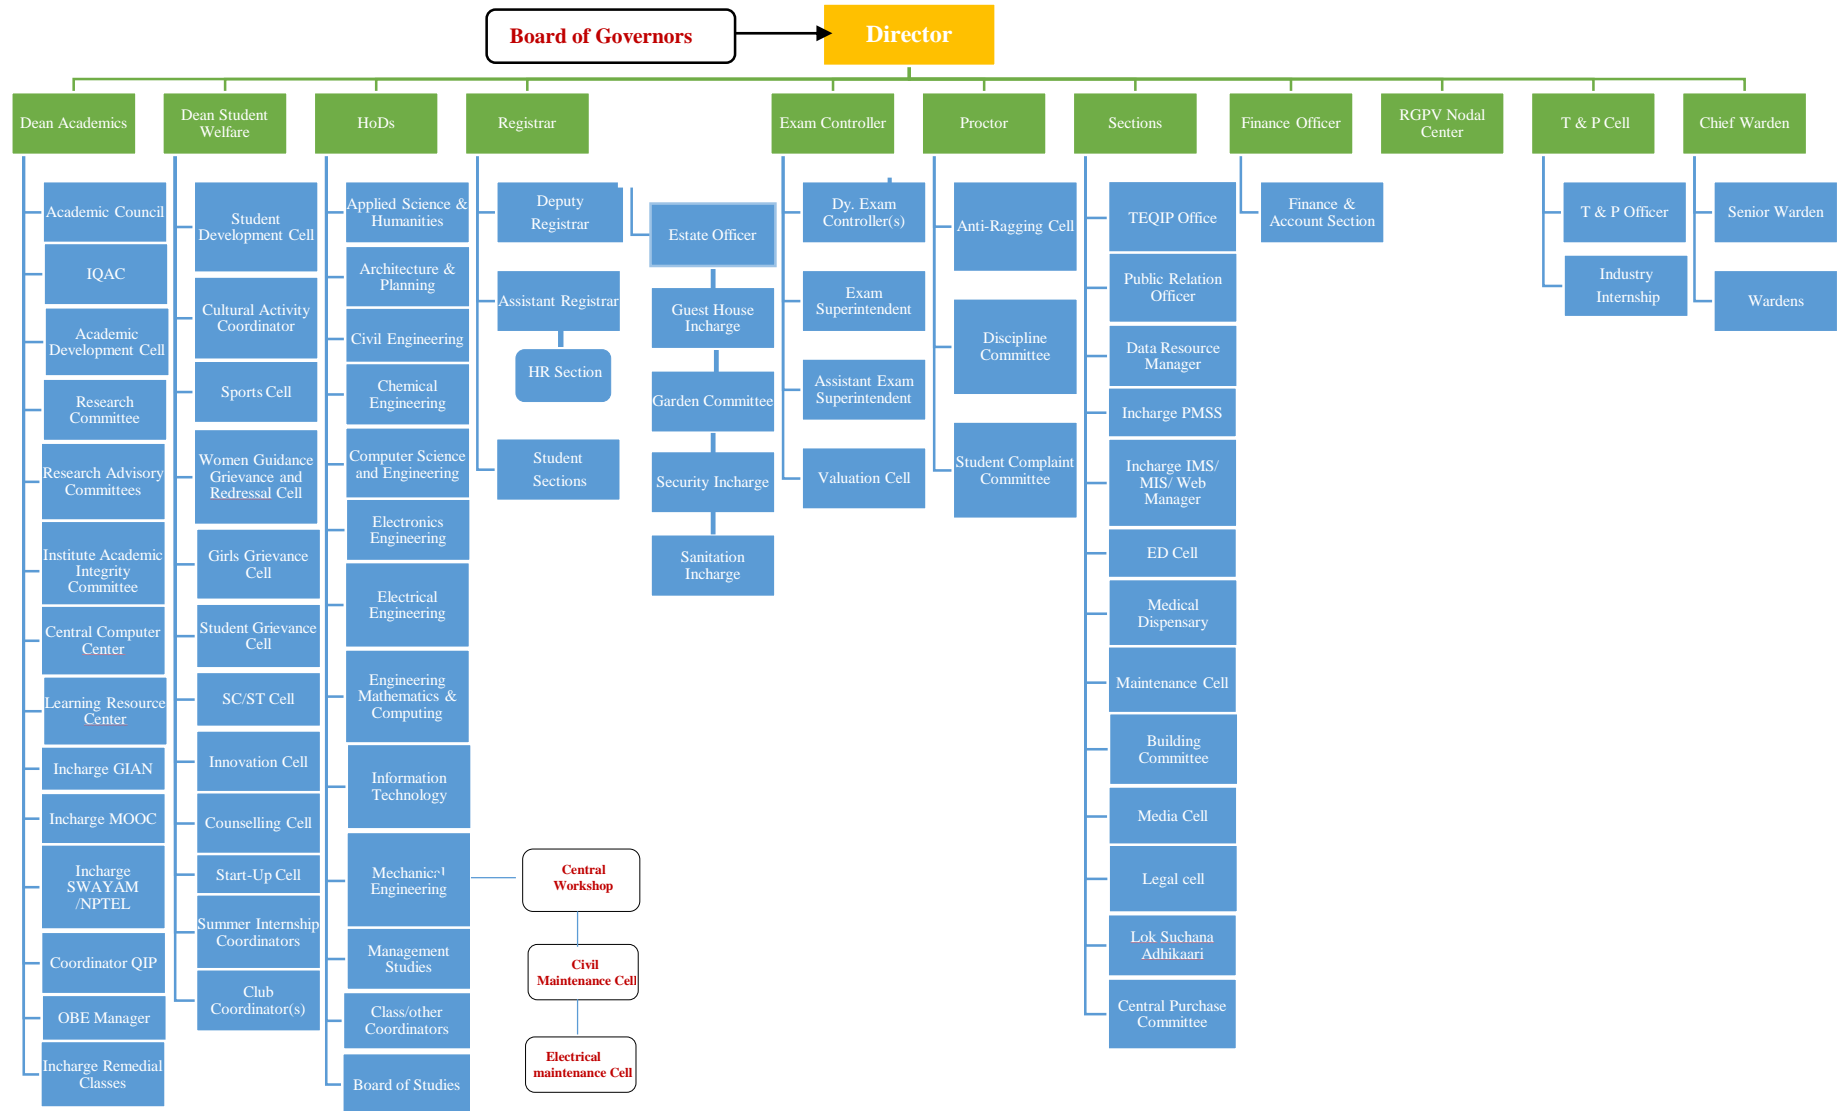 Board of Governors
Director
Dean Academics
Dean Student
Welfare
HoDs
Registrar
Exam Controller
Proctor
Sections
Finance Officer
RGPV Nodal
Center
T & P Cell
Chief Warden
Academic Council
IQAC
Academic
Development Cell
Research
Committee
Research Advisory
Committees
Institute Academic
Integrity
Committee
Central Computer
Center
Learning Resource
Center
Incharge GIAN
Incharge MOOC
Incharge
SWAYAM
/NPTEL
Coordinator QIP
OBE Manager
Incharge Remedial
Classes
Student
Development Cell
Cultural Activity
Coordinator
Sports Cell
Women Guidance
Grievance and
Redressal Cell
Girls Grievance
Cell
Student Grievance
Cell
SC/ST Cell
Innovation Cell
Counselling Cell
Start-Up Cell
Summer Internship
Coordinators
Club
Coordinator(s)
Applied Science &
Humanities
Architecture &
Planning
Civil Engineering
Chemical
Engineering
Computer Science
and Engineering
Electronics
Engineering
Electrical
Engineering
Engineering
Mathematics &
Computing
Information
Technology
Mechanical
Engineering
Management
Studies
Class/other
Coordinators
Board of Studies
Central
Workshop
Civil
Maintenance Cell
Electrical
maintenance Cell
Deputy
Registrar
Assistant Registrar
HR Section
Student
Sections
Estate Officer
Guest House
Incharge
Garden Committee
Security Incharge
Sanitation
Incharge
Dy. Exam
Controller(s)
Exam
Superintendent
Assistant Exam
Superintendent
Valuation Cell
Anti-Ragging Cell
Discipline
Committee
Student Complaint
Committee
TEQIP Office
Public Relation
Officer
Data Resource
Manager
Incharge PMSS
Incharge IMS/
MIS/ Web
Manager
ED Cell
Medical
Dispensary
Maintenance Cell
Building
Committee
Media Cell
Legal cell
Lok Suchana
Adhikaari
Central Purchase
Committee
Finance &
Account Section
T & P Officer
Industry
Internship
Senior Warden
Wardens